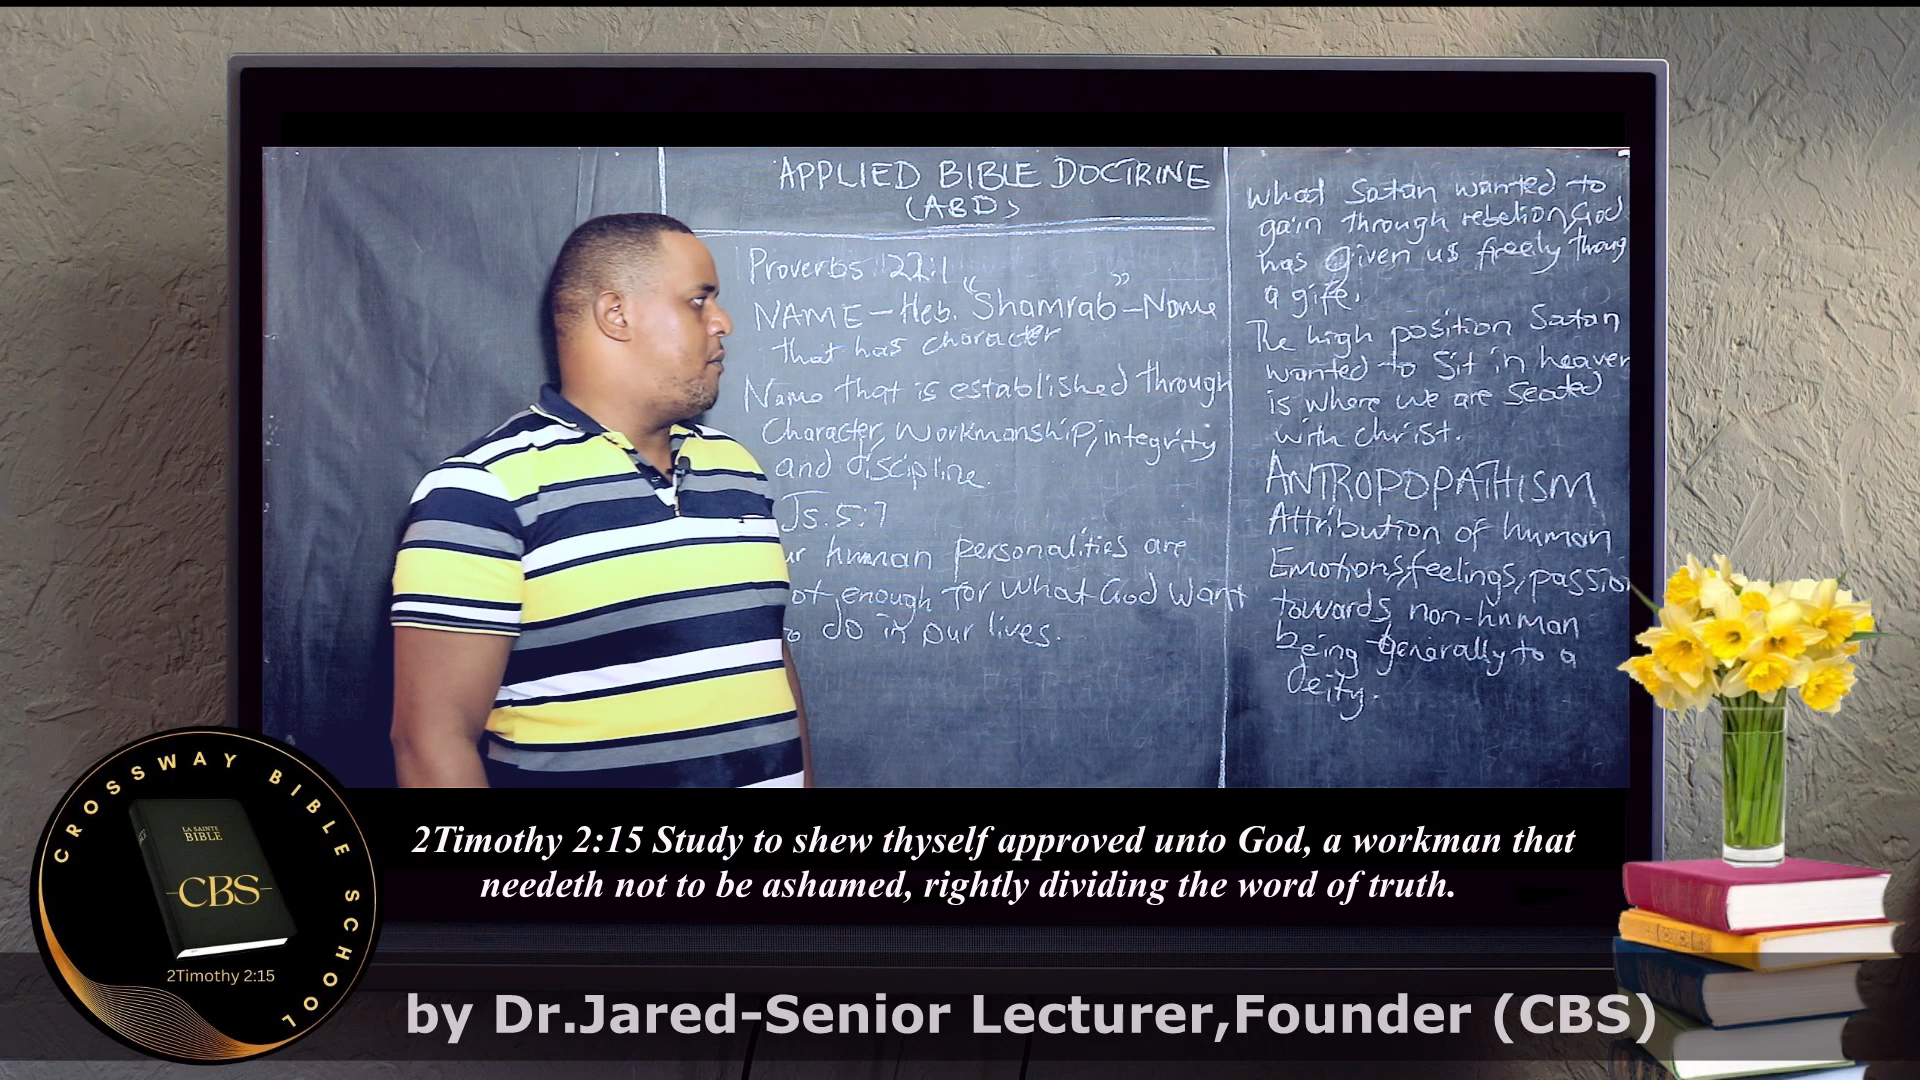 APPLIED BIBLE DOCTRINE
(ABD)
Proverbs 22:1
NAME - Heb. "Shamrab" - Name
that has character
Name that is established through
Character, workmanship, integrity
and discipline.
Js. 5:7
ur human personalities are
ot enough for what God want
o do in our lives.
what Satan wanted to
gain through rebelion, God
has given us freely throug
a gift.
The high position Satan
wanted to Sit in heaven
is where we are Seated
with christ.
ANTROPOPATHISM
Attribution of human
Emotions, feelings, passion
towards non-human
being generally to a
deity.
2Timothy 2:15 Study to shew thyself approved unto God, a workman that
needeth not to be ashamed, rightly dividing the word of truth.
CROSSWAY BIBLE SCHOOL
LA SAINTE
BIBLE
-CBS-
2Timothy 2:15
by Dr.Jared-Senior Lecturer,Founder (CBS)